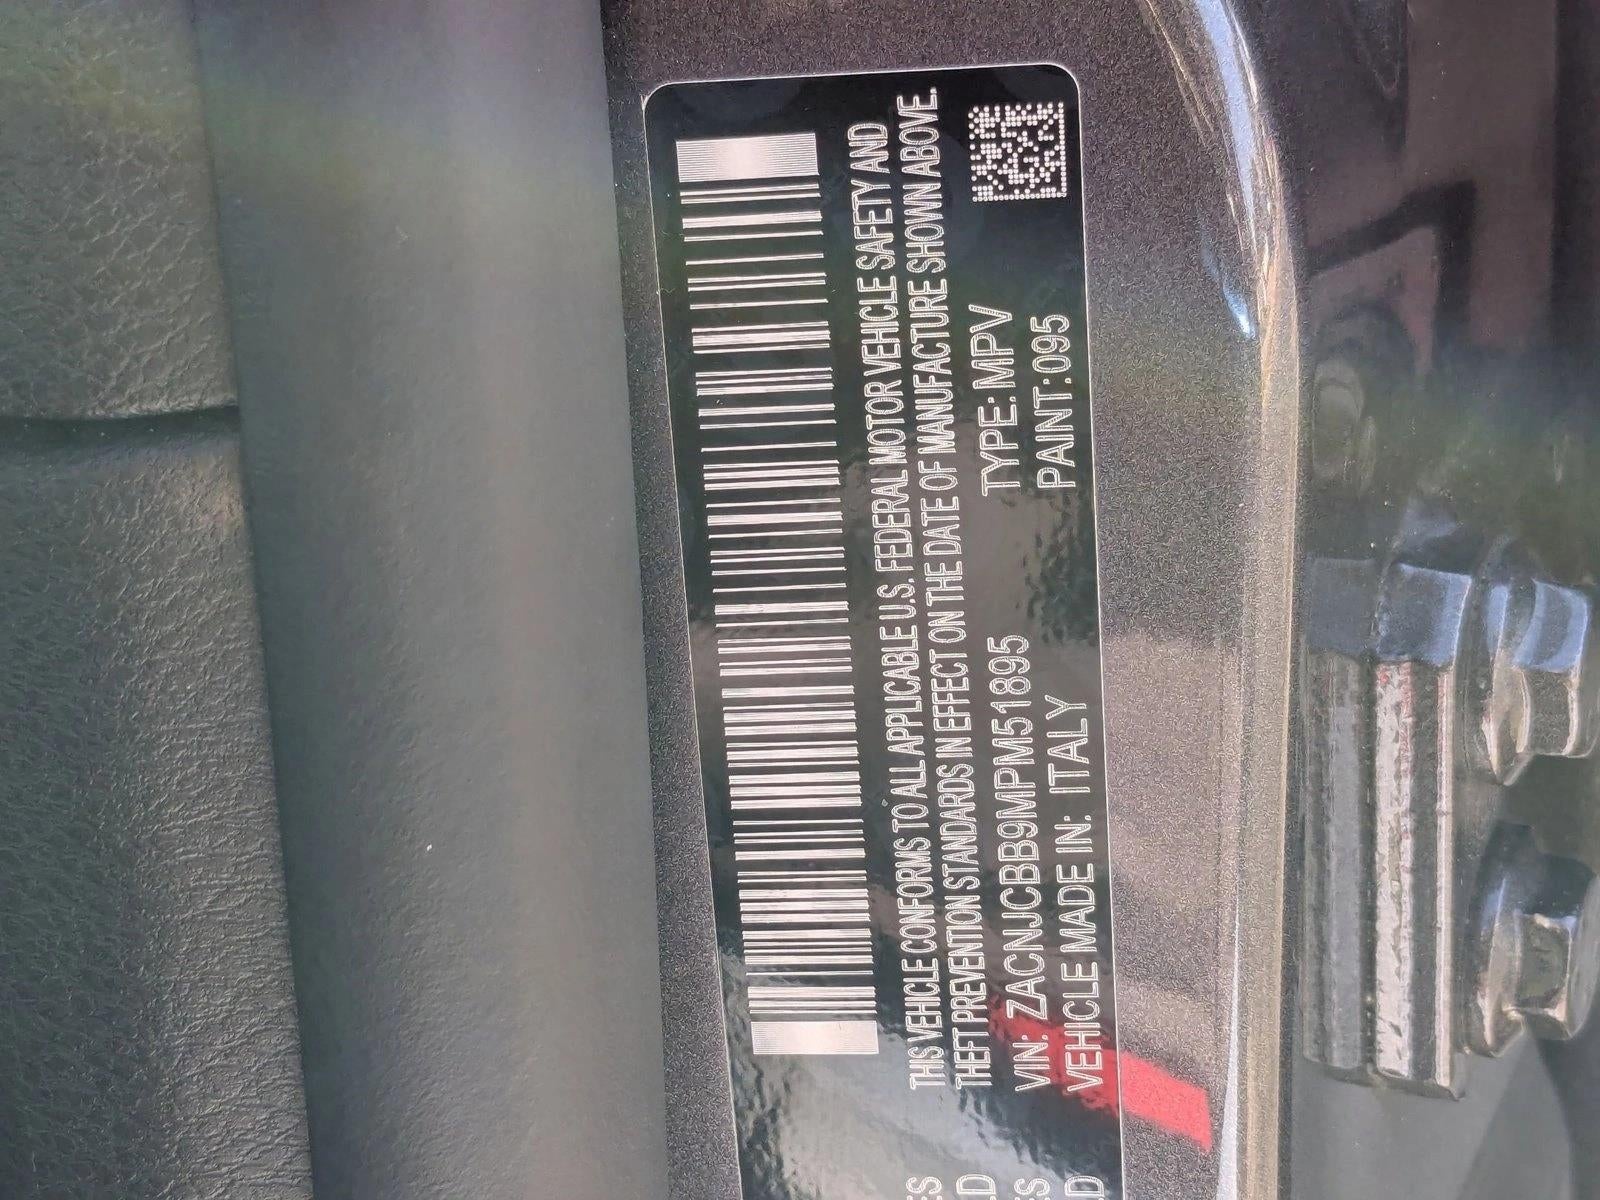 THIS VEHICLE CONFORMS TO ALL APPLICABLE U.S. FEDERAL MOTOR VEHICLE SAFETY AND
THEFT PREVENTION STANDARDS IN EFFECT ON THE DATE OF MANUFACTURE SHOWN ABOVE.
VIN: ZACNJCBB9MPM51895 TYPE: MPV
VEHICLE MADE IN: ITALY PAINT:095